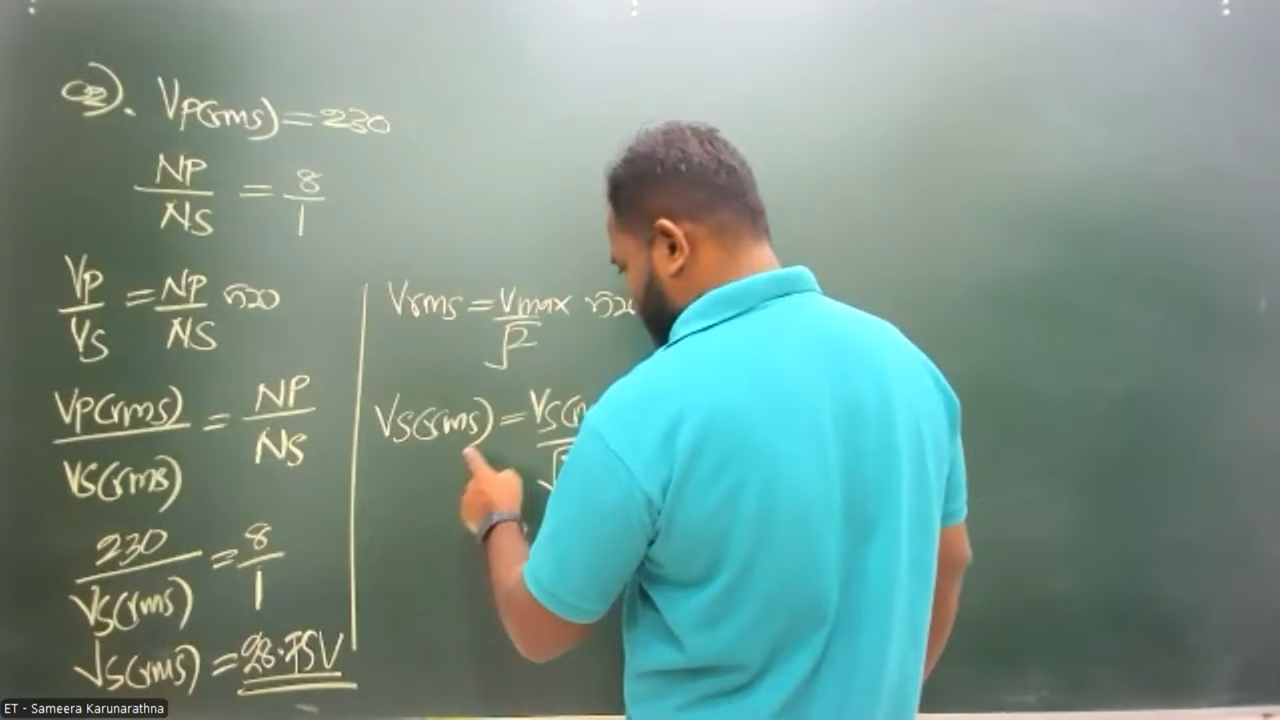 02). Vp(rms) = 230
NP/NS = 8/1
VP/VS = NP/NS නිසා
Vrms = Vmax/√2 නිසා
VP(rms)/VS(rms) = NP/NS
VS(rms) = VS(m
230/VS(rms) = 8/1
VS(rms) = 28.75V
ET - Sameera Karunarathna